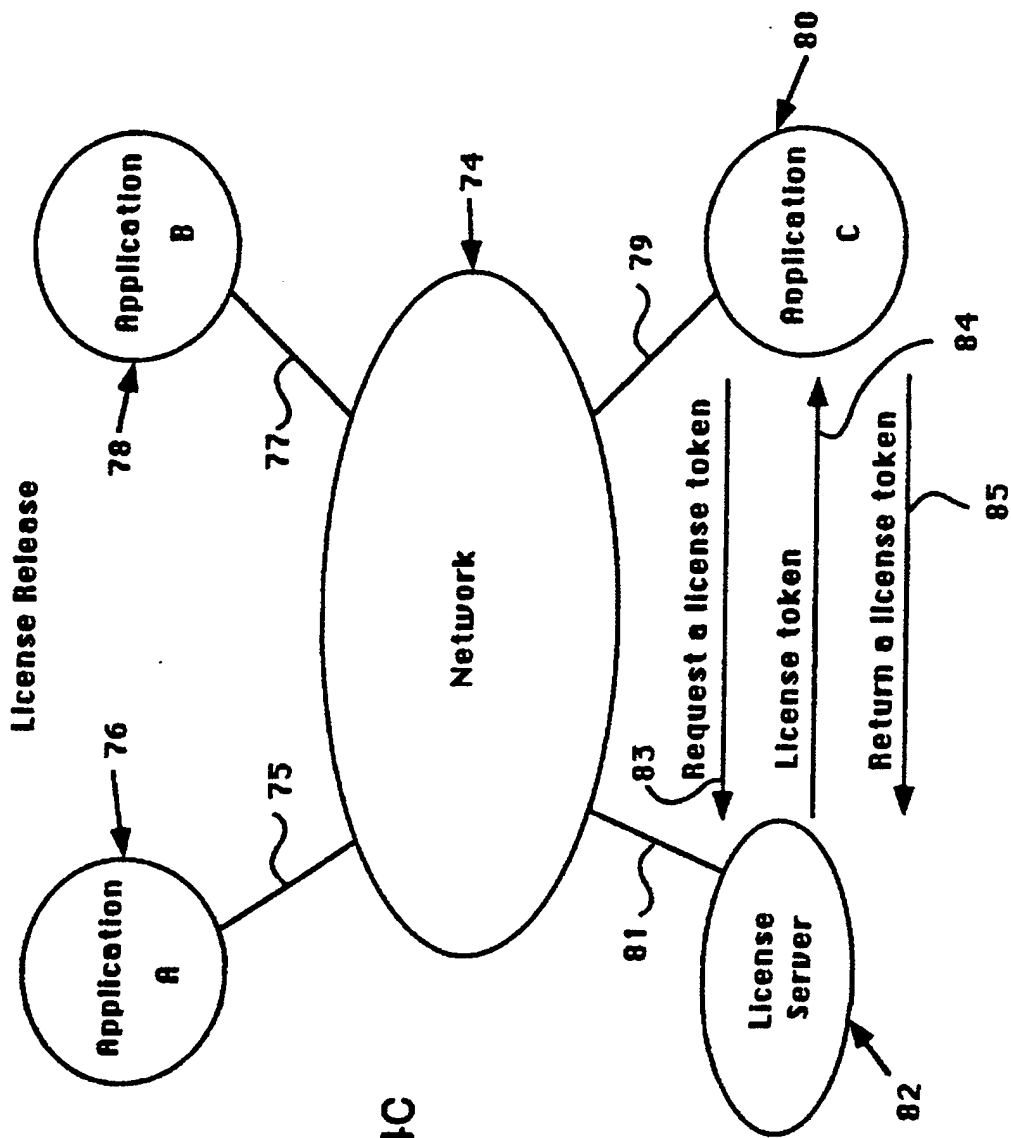 License Release
Application
A
76
75
Application
B
78
77
Network
74
79
81
83
Request a license token
License token
84
Return a license token
85
License
Server
82
Application
C
80